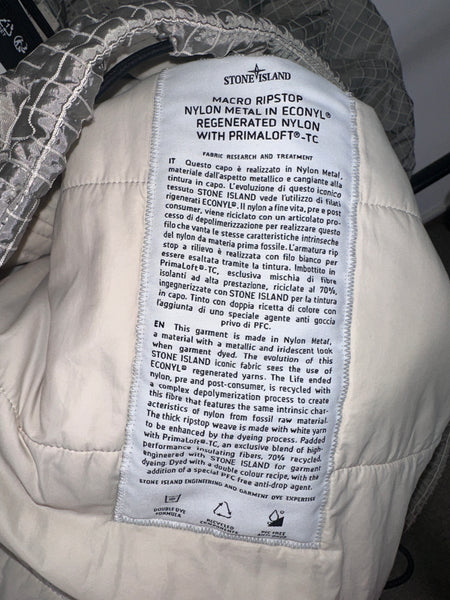 STONE ISLAND
MACRO RIPSTOP
NYLON METAL IN ECONYL®
REGENERATED NYLON
WITH PRIMALOFT®-TC
FABRIC RESEARCH AND TREATMENT
IT Questo capo è realizzato in Nylon Metal,
materiale dall'aspetto metallico e cangiante alla
tintura in capo. L'evoluzione di questo iconico
tessuto STONE ISLAND vede l'utilizzo di filati
rigenerati ECONYL®. Il nylon a fine vita, pre e post
consumer, viene riciclato con un articolato pro-
cesso di depolimerizzazione per realizzare questo
filo che vanta le stesse caratteristiche intrinseche
del nylon da materia prima fossile. L'armatura rip
stop a rilievo è realizzata con filo bianco per
essere esaltata tramite la tintura. Imbottito in
PrimaLoft®-TC, esclusiva mischia di fibre
isolanti ad alta prestazione, riciclate al 70%,
ingegnerizzate con STONE ISLAND per la tintura
in capo. Tinto con doppia ricetta di colore con
l'aggiunta di uno speciale agente anti goccia
privo di PFC.
EN This garment is made in Nylon Metal,
a material with a metallic and iridescent look
when garment dyed. The evolution of this
STONE ISLAND iconic fabric sees the use of
ECONYL® regenerated yarns. The Life ended
nylon, pre and post-consumer, is recycled with
a complex depolymerization process to create
this fibre that features the same intrinsic char-
acteristics of nylon from fossil raw material.
The thick ripstop weave is made with white yarn
to be enhanced by the dyeing process. Padded
with PrimaLoft®-TC, an exclusive blend of high-
performance insulating fibers, 70% recycled,
engineered with STONE ISLAND for garment
dyeing. Dyed with a double colour recipe, with the
addition of a special PFC free anti-drop agent.
STONE ISLAND ENGINEERING AND GARMENT DYE EXPERTISE
DOUBLE DYE
FORMULA
RECYCLED
COMPONENTS
PFC FREE